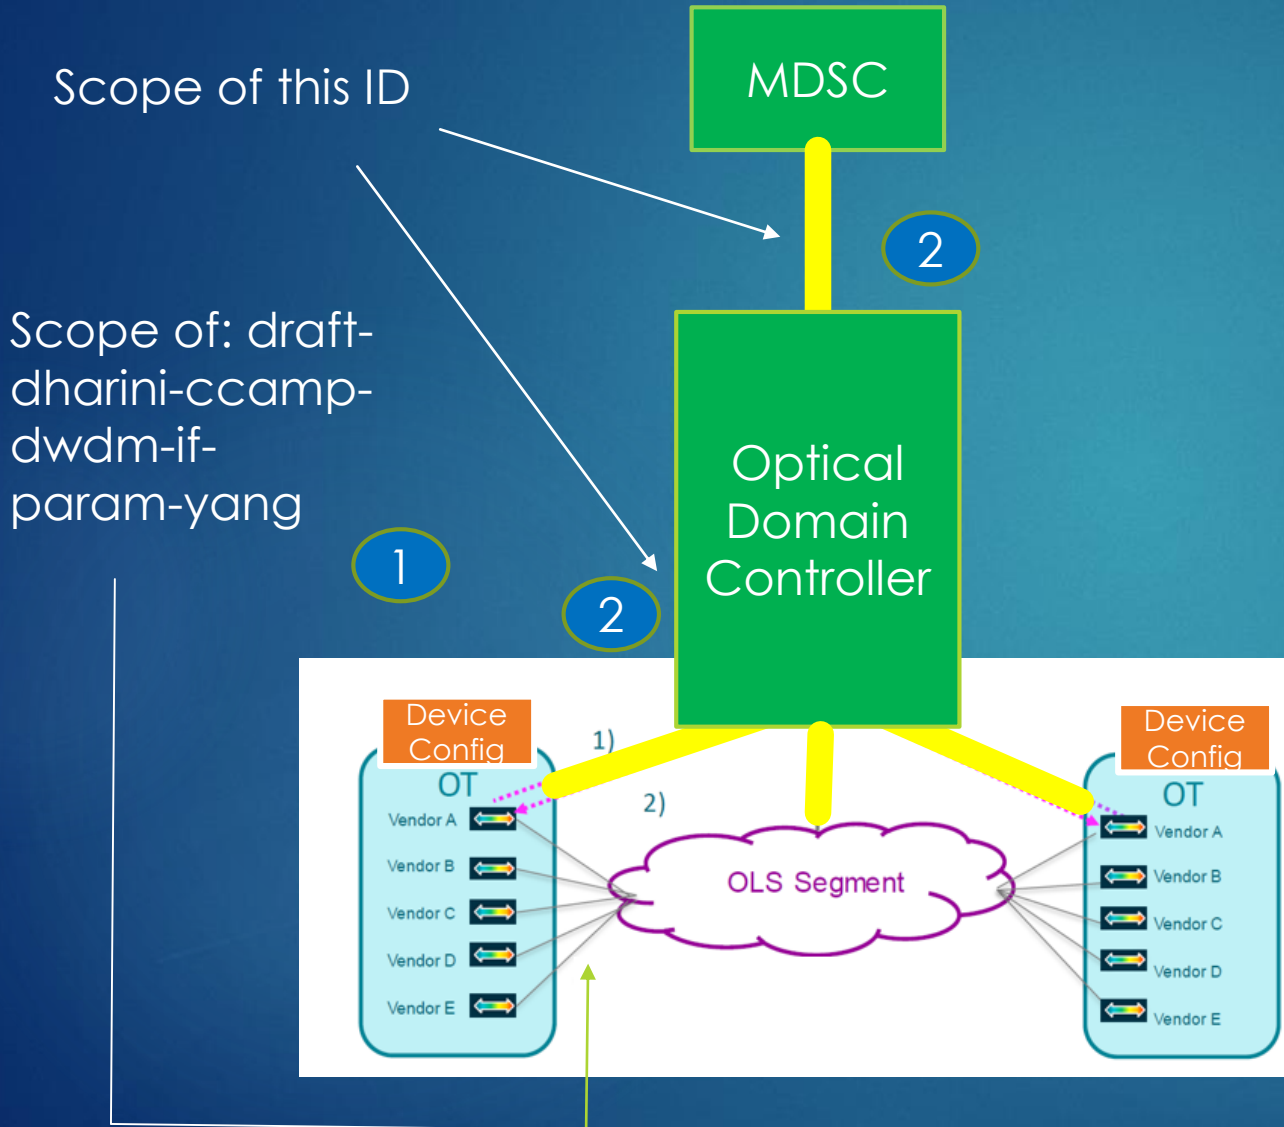 Scope of this ID
MDSC
2
Scope of: draft-
dharini-ccamp-
dwdm-if-
param-yang
Optical
Domain
Controller
1
2
Device
Config
1)
Device
Config
OT
2)
OT
Vendor A
Vendor A
Vendor B
Vendor B
OLS Segment
Vendor C
Vendor C
Vendor D
Vendor D
Vendor E
Vendor E